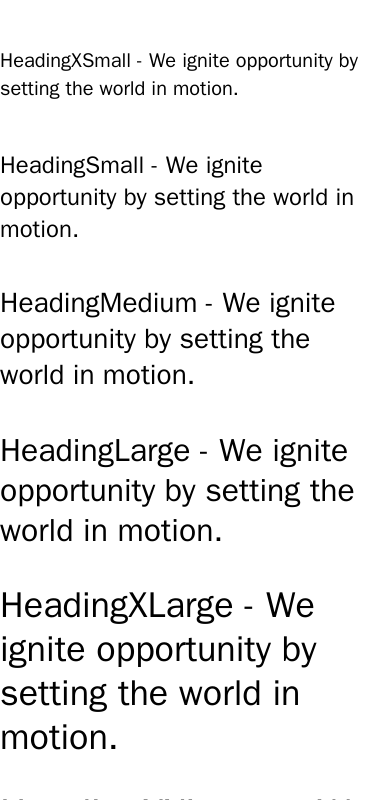 HeadingXSmall - We ignite opportunity by
setting the world in motion.
HeadingSmall - We ignite
opportunity by setting the world in
motion.
HeadingMedium - We ignite
opportunity by setting the
world in motion.
HeadingLarge - We ignite
opportunity by setting the
world in motion.
HeadingXLarge - We
ignite opportunity by
setting the world in
motion.